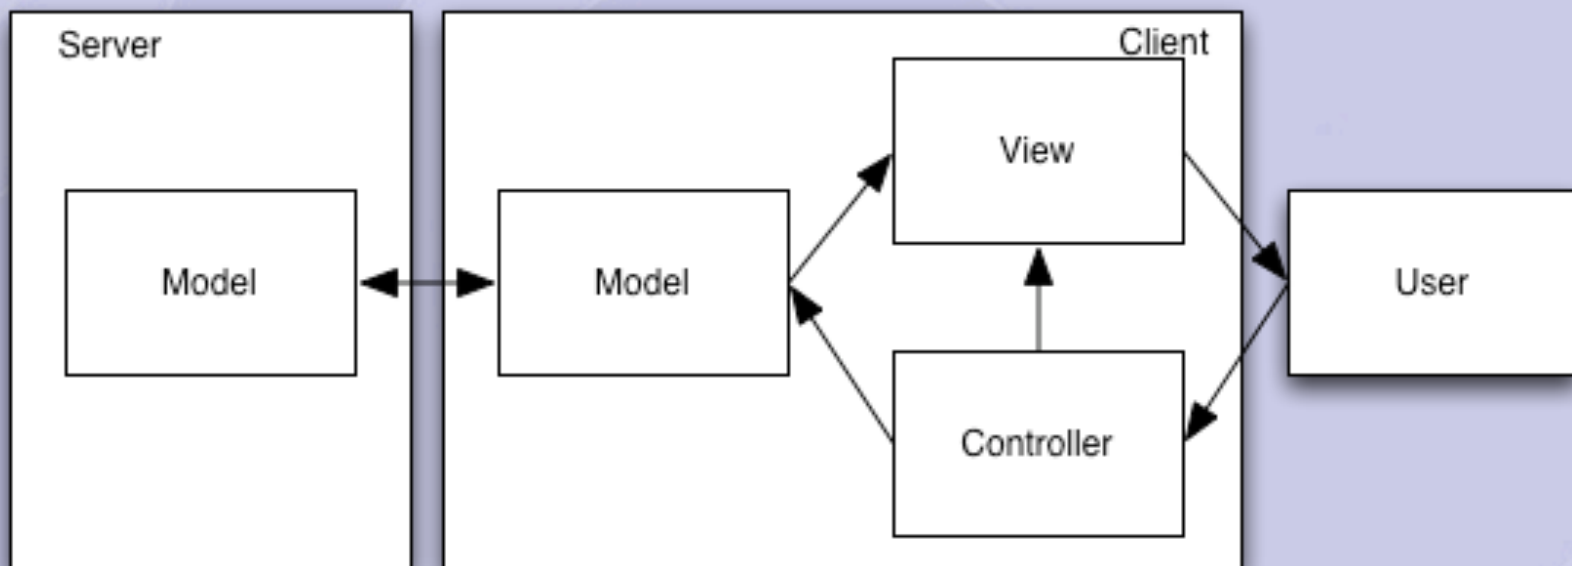 Server
Client
View
Model
Model
User
Controller